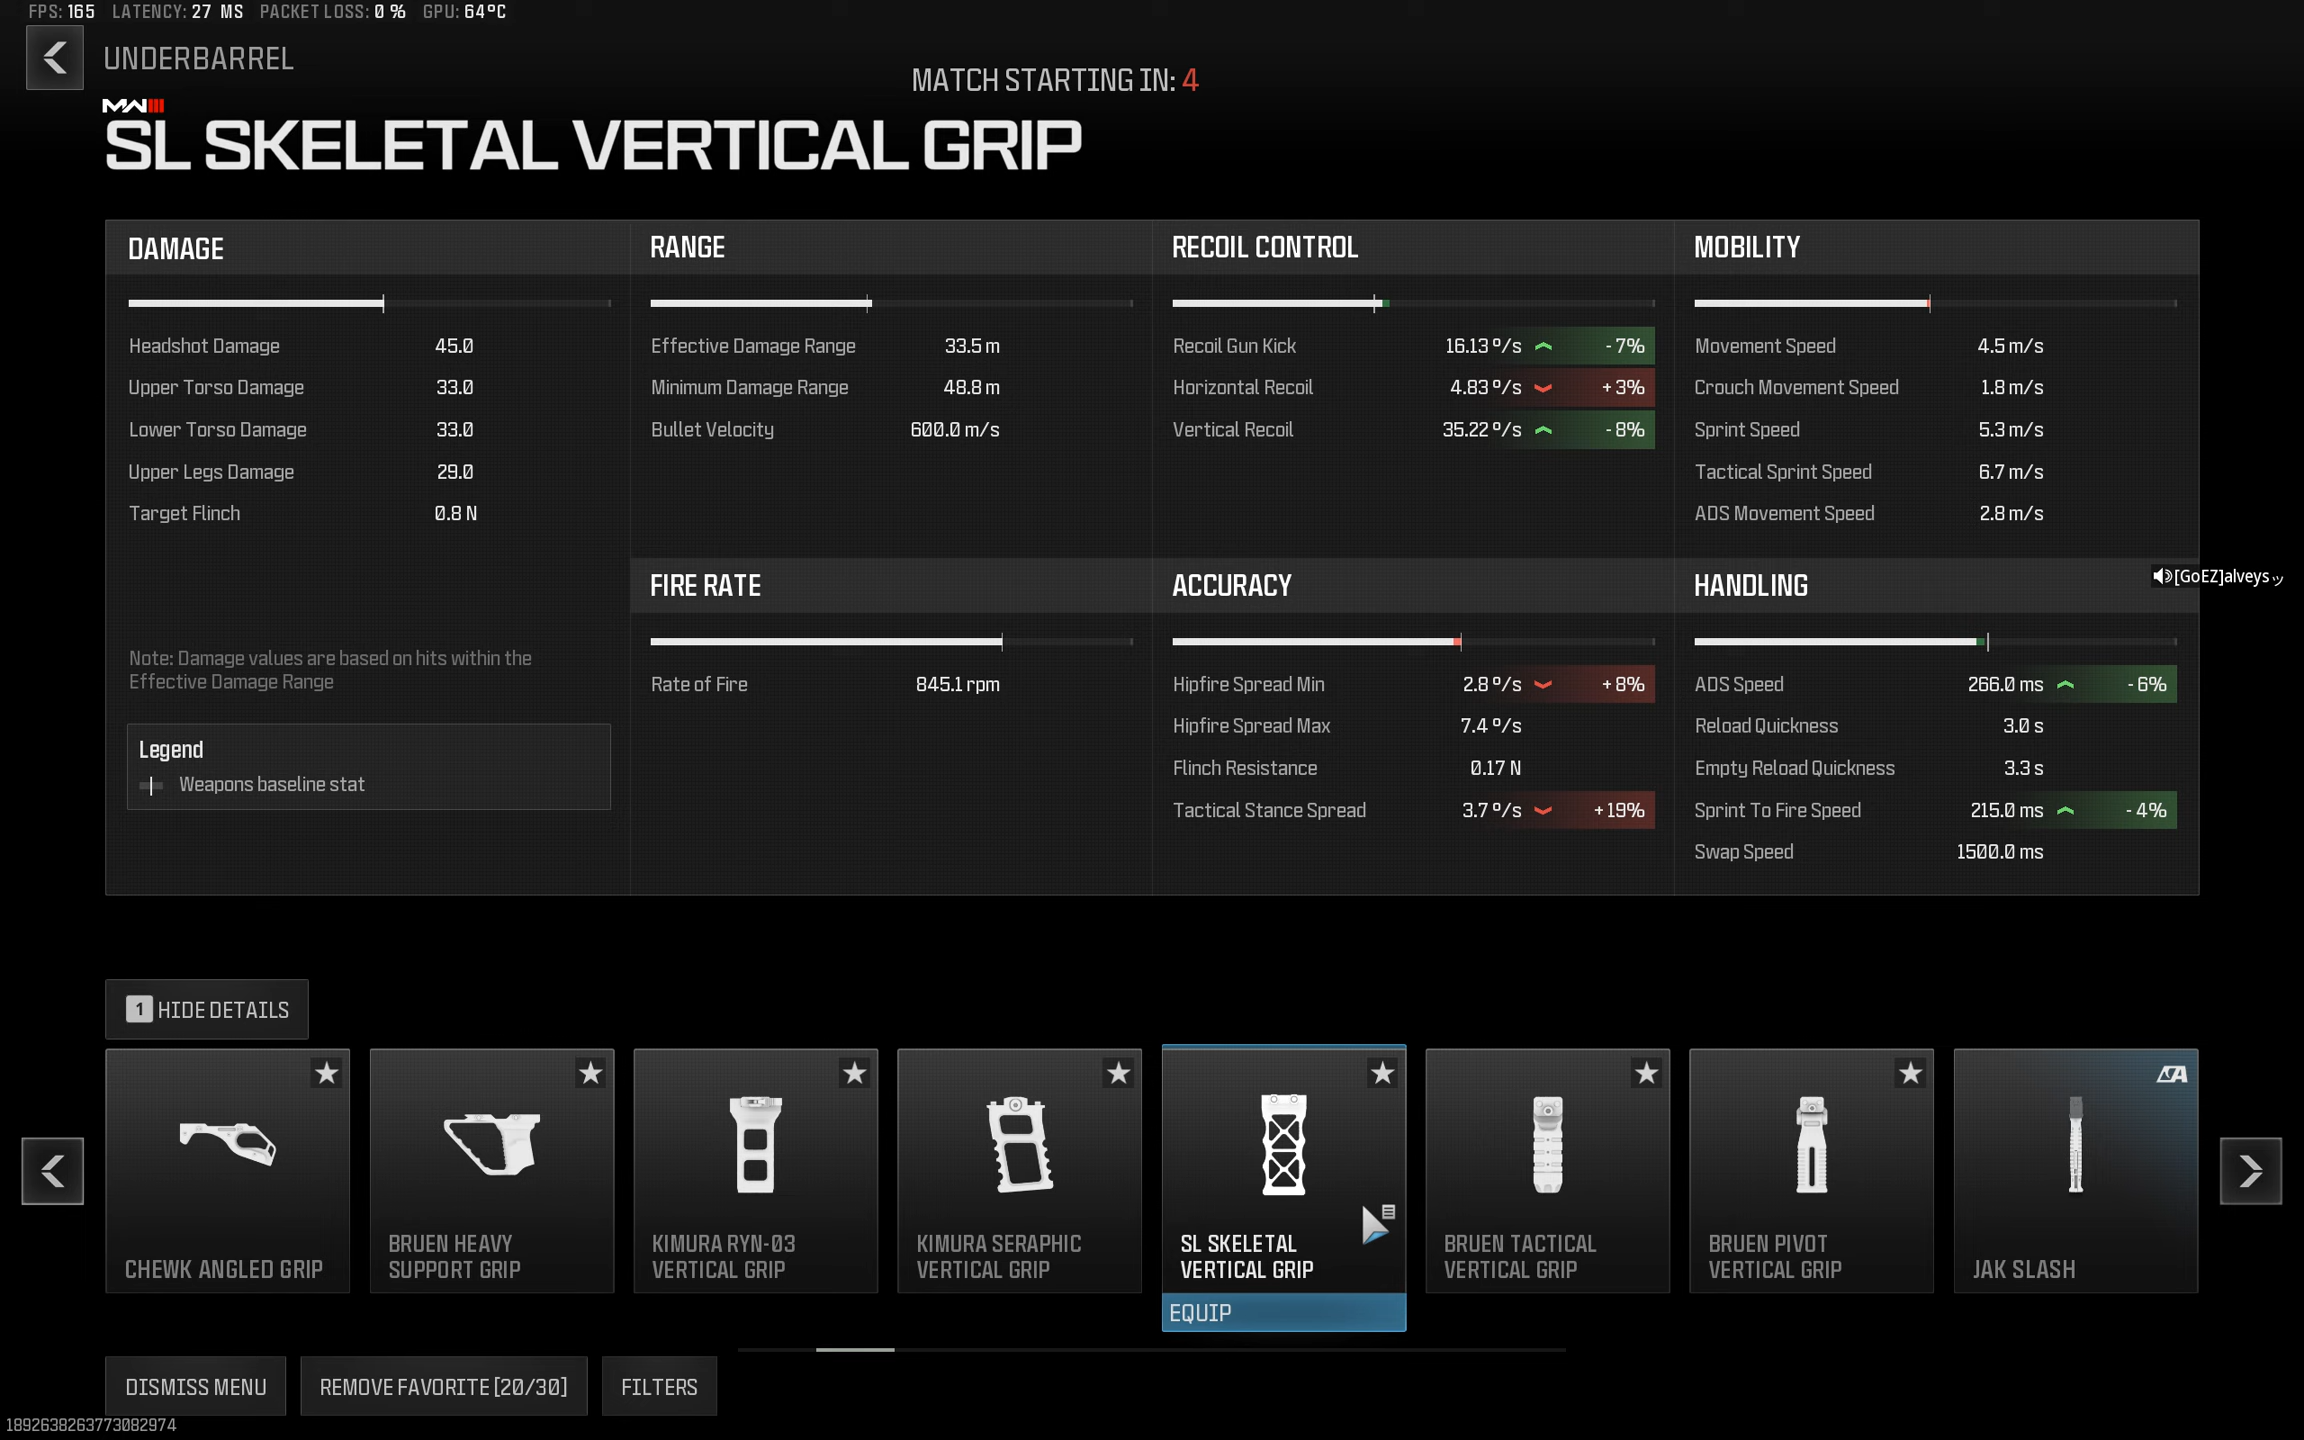 FPS: 165 LATENCY: 27 MS PACKET LOSS: 0 % GPU: 64ºC
UNDERBARREL
MATCH STARTING IN: 4
MWIII
SL SKELETAL VERTICAL GRIP
DAMAGE
Headshot Damage 45.0
Upper Torso Damage 33.0
Lower Torso Damage 33.0
Upper Legs Damage 29.0
Target Flinch 0.8 N
Note: Damage values are based on hits within the
Effective Damage Range
Legend
Weapons baseline stat
RANGE
Effective Damage Range 33.5 m
Minimum Damage Range 48.8 m
Bullet Velocity 600.0 m/s
FIRE RATE
Rate of Fire 845.1 rpm
RECOIL CONTROL
Recoil Gun Kick 16.13 º/s - 7%
Horizontal Recoil 4.83 º/s + 3%
Vertical Recoil 35.22 º/s - 8%
ACCURACY
Hipfire Spread Min 2.8 º/s + 8%
Hipfire Spread Max 7.4 º/s
Flinch Resistance 0.17 N
Tactical Stance Spread 3.7 º/s + 19%
MOBILITY
Movement Speed 4.5 m/s
Crouch Movement Speed 1.8 m/s
Sprint Speed 5.3 m/s
Tactical Sprint Speed 6.7 m/s
ADS Movement Speed 2.8 m/s
HANDLING
[GoEZ]alveysッ
ADS Speed 266.0 ms - 6%
Reload Quickness 3.0 s
Empty Reload Quickness 3.3 s
Sprint To Fire Speed 215.0 ms - 4%
Swap Speed 1500.0 ms
1 HIDE DETAILS
CHEWK ANGLED GRIP
BRUEN HEAVY
SUPPORT GRIP
KIMURA RYN-03
VERTICAL GRIP
KIMURA SERAPHIC
VERTICAL GRIP
SL SKELETAL
VERTICAL GRIP
EQUIP
BRUEN TACTICAL
VERTICAL GRIP
BRUEN PIVOT
VERTICAL GRIP
JAK SLASH
DISMISS MENU
REMOVE FAVORITE [20/30]
FILTERS
1892638263773082974